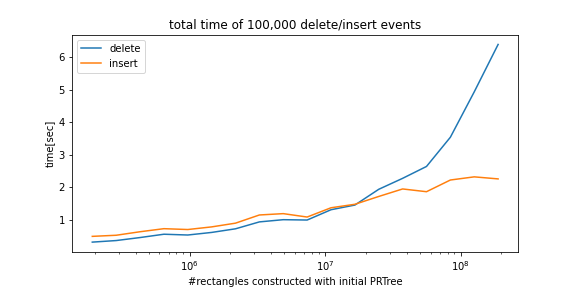 total time of 100,000 delete/insert events
delete
insert
time[sec]
6
5
4
3
2
1
10^6
10^7
10^8
#rectangles constructed with initial PRTree